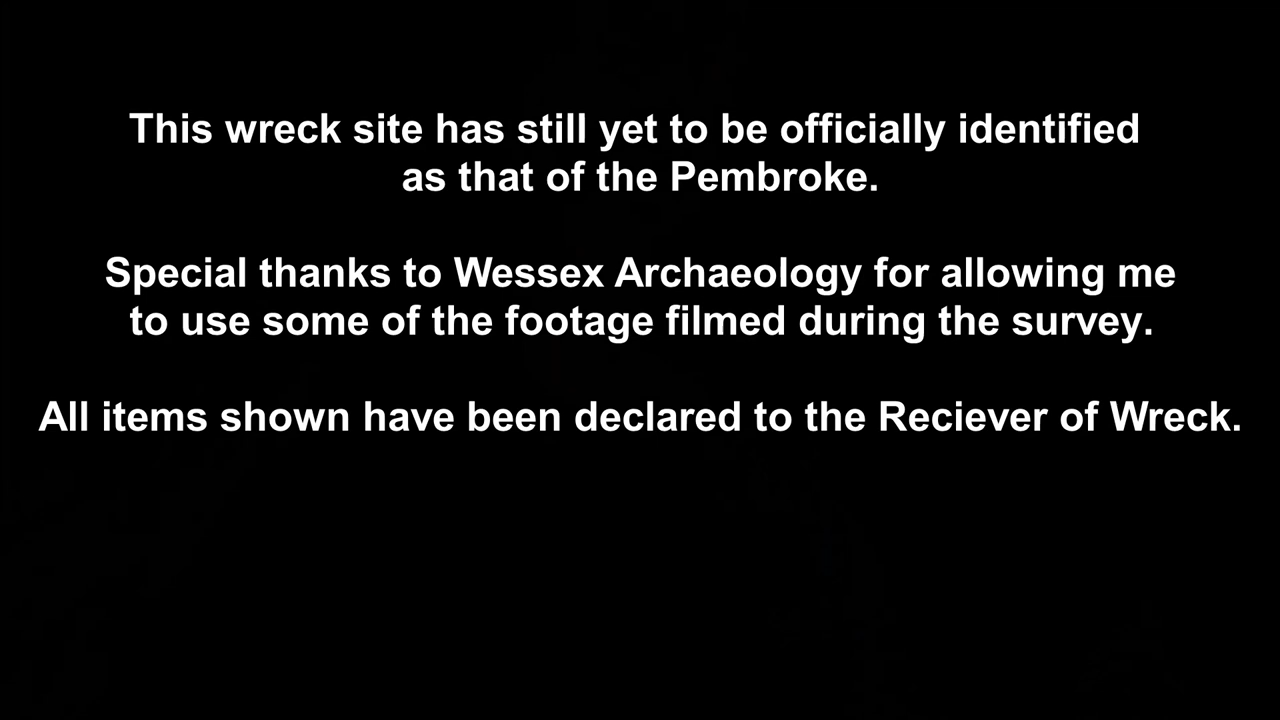 This wreck site has still yet to be officially identified
as that of the Pembroke.
Special thanks to Wessex Archaeology for allowing me
to use some of the footage filmed during the survey.
All items shown have been declared to the Reciever of Wreck.